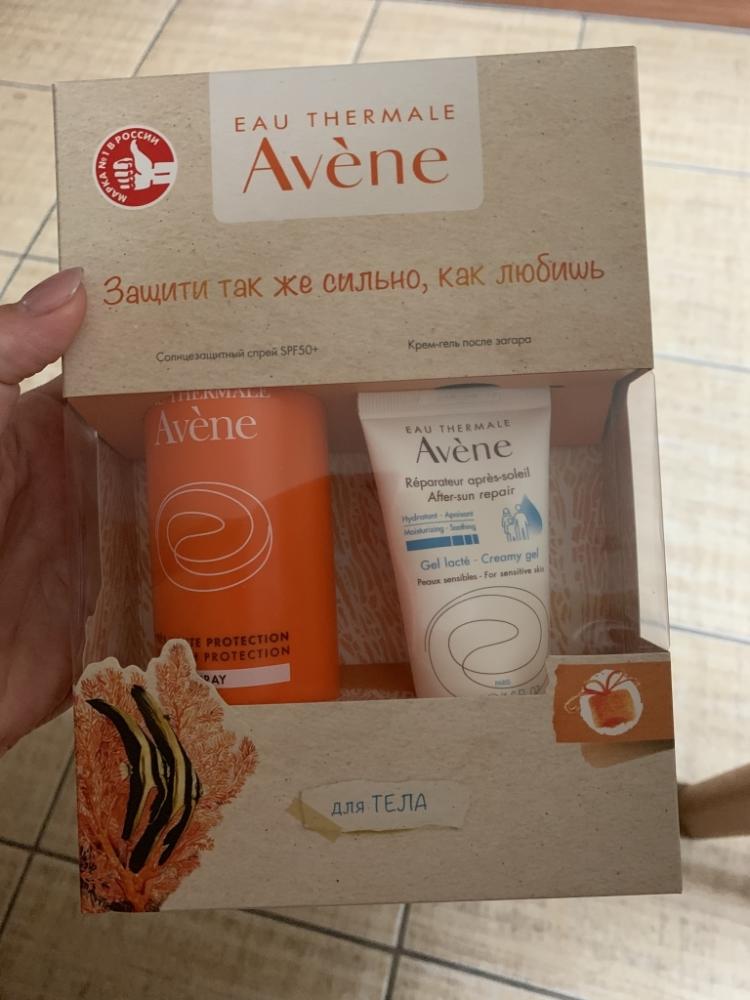 МАРКА №1 В РОССИИ
EAU THERMALE
Avène
Защити так же сильно, как любишь
Солнцезащитный спрей SPF50+
Крем-гель после загара
THERMALE
Avène
PROTECTION
PROTECTION
EAU THERMALE
Avène
Réparateur après-soleil
After-sun repair
Hydratant - Apaisant
Moisturizing - Soothing
Gel lacté - Creamy gel
Peaux sensibles - For sensitive skin
PARIS
для ТЕЛА